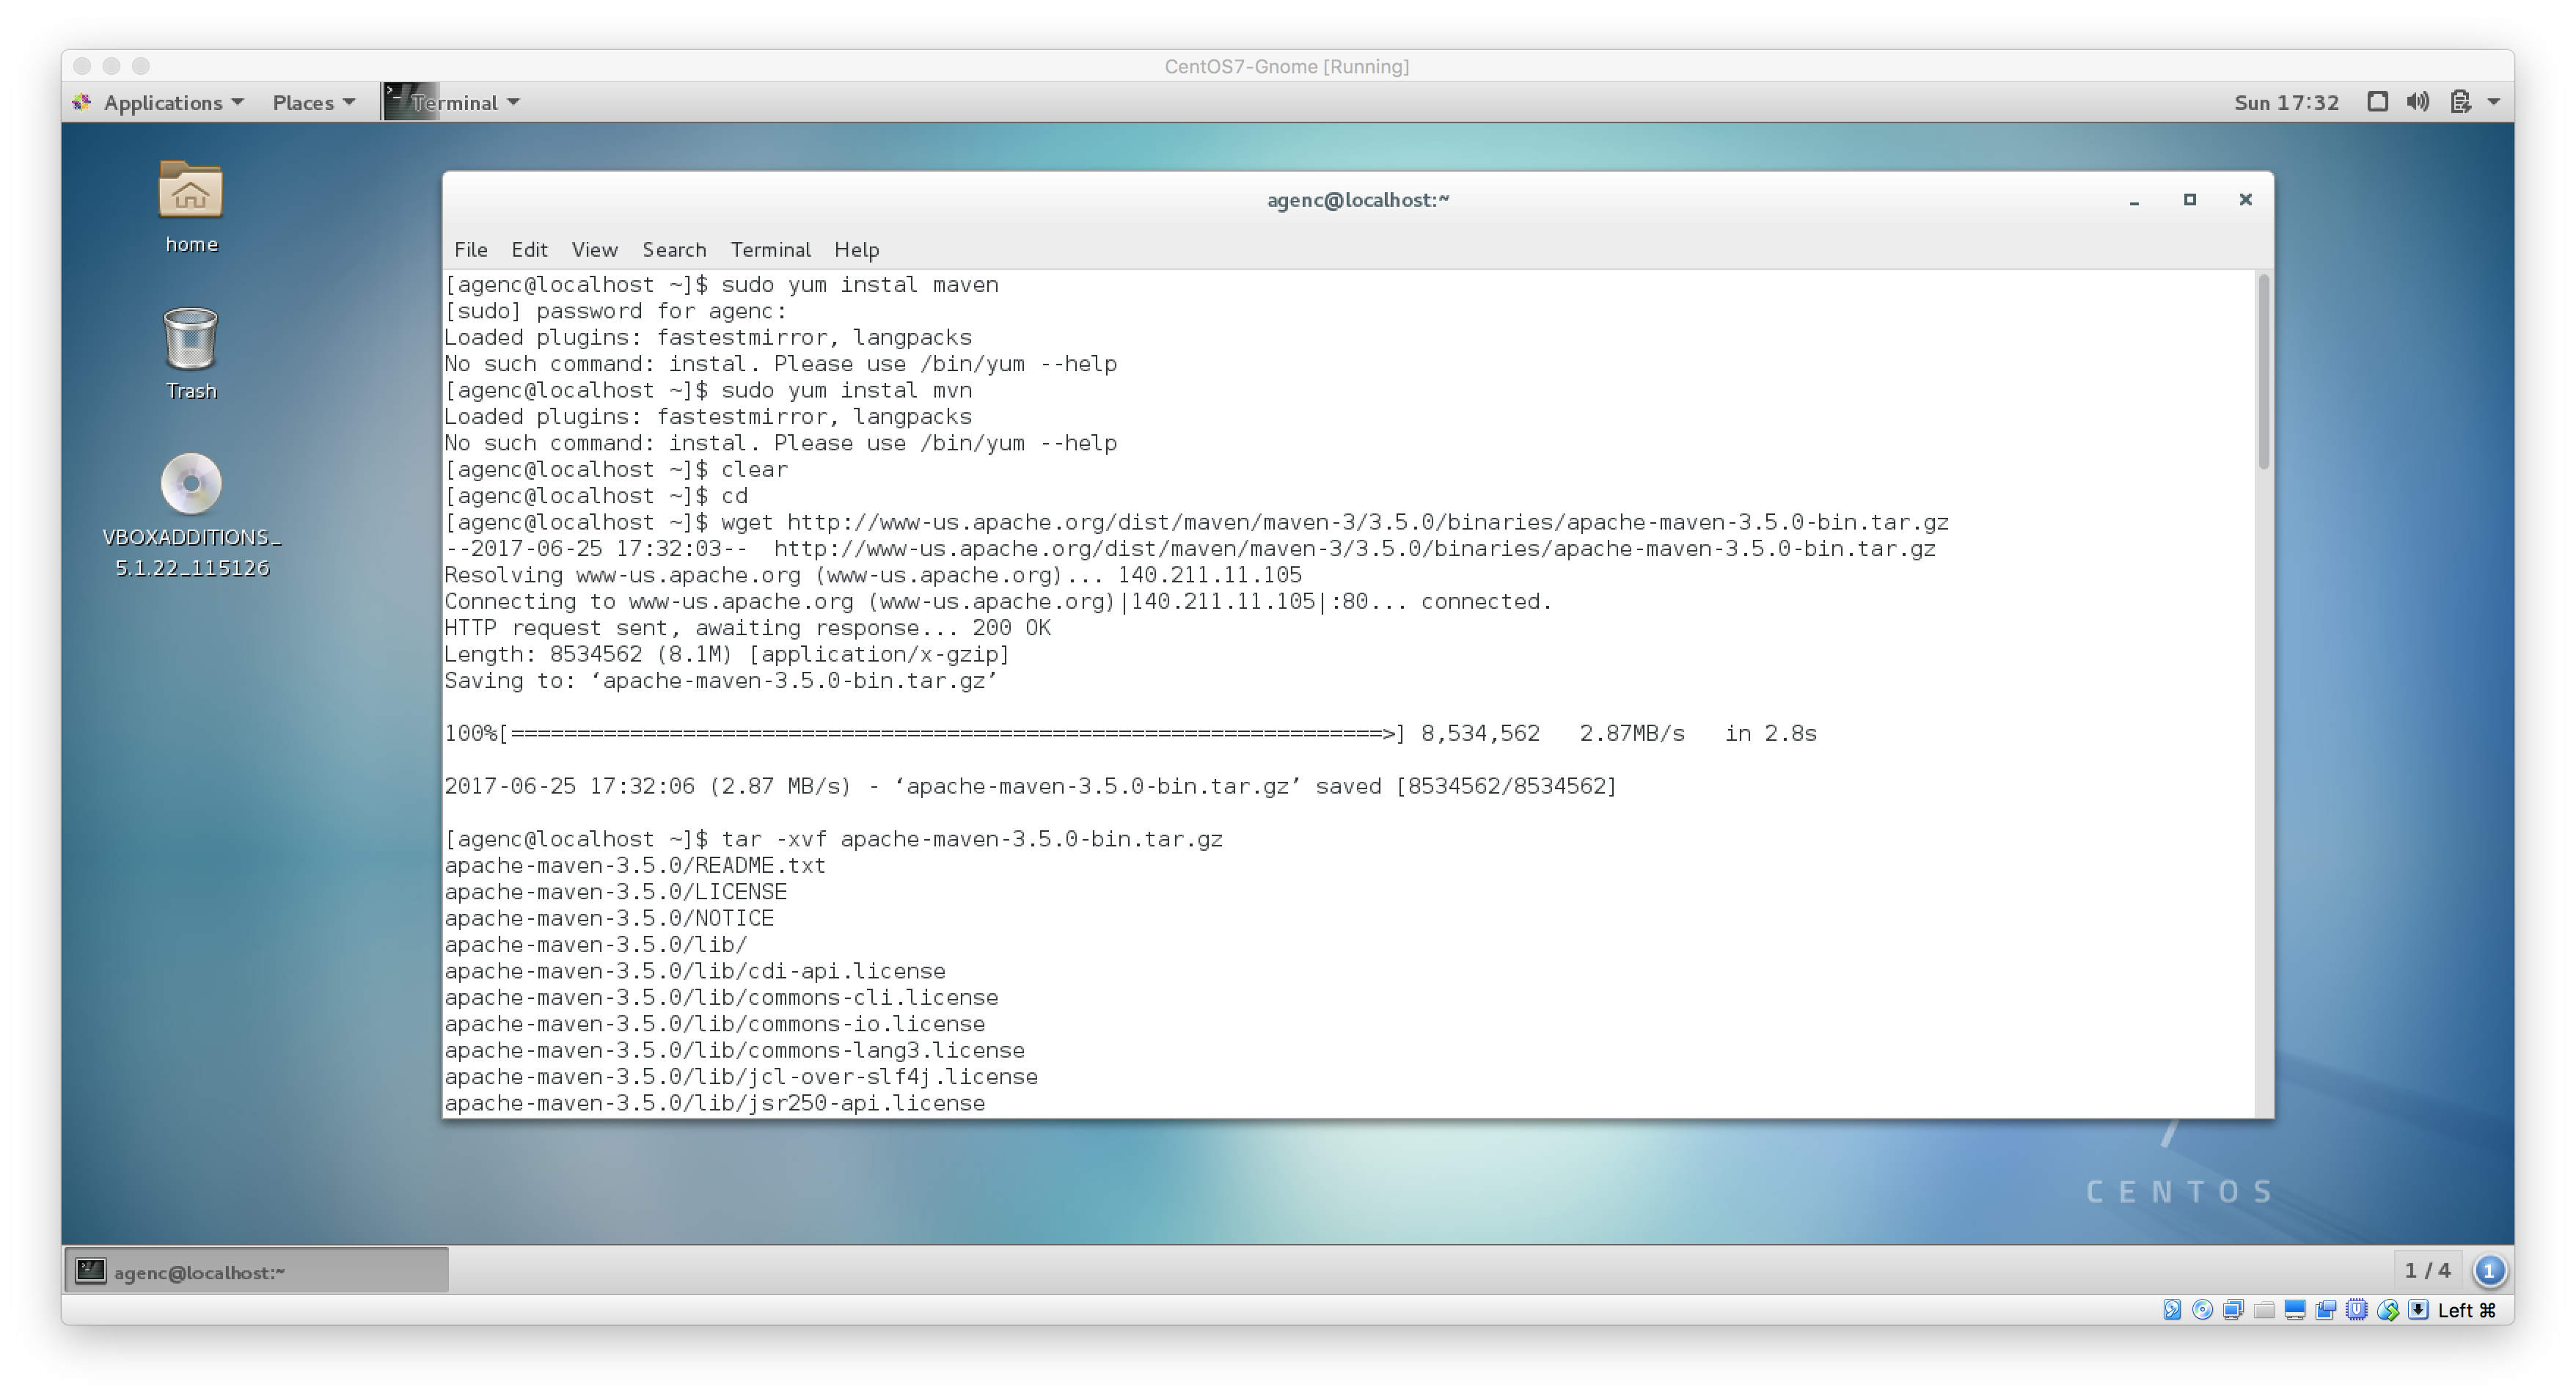 CentOS7-Gnome [Running]
Applications Places Terminal Sun 17:32
home
Trash
VBOXADDITIONS_
5.1.22_115126
agenc@localhost:~
File Edit View Search Terminal Help
[agenc@localhost ~]$ sudo yum instal maven
[sudo] password for agenc:
Loaded plugins: fastestmirror, langpacks
No such command: instal. Please use /bin/yum --help
[agenc@localhost ~]$ sudo yum instal mvn
Loaded plugins: fastestmirror, langpacks
No such command: instal. Please use /bin/yum --help
[agenc@localhost ~]$ clear
[agenc@localhost ~]$ cd
[agenc@localhost ~]$ wget http://www-us.apache.org/dist/maven/maven-3/3.5.0/binaries/apache-maven-3.5.0-bin.tar.gz
--2017-06-25 17:32:03--  http://www-us.apache.org/dist/maven/maven-3/3.5.0/binaries/apache-maven-3.5.0-bin.tar.gz
Resolving www-us.apache.org (www-us.apache.org)... 140.211.11.105
Connecting to www-us.apache.org (www-us.apache.org)|140.211.11.105|:80... connected.
HTTP request sent, awaiting response... 200 OK
Length: 8534562 (8.1M) [application/x-gzip]
Saving to: ‘apache-maven-3.5.0-bin.tar.gz’
100%[==================================================================>] 8,534,562   2.87MB/s   in 2.8s
2017-06-25 17:32:06 (2.87 MB/s) - ‘apache-maven-3.5.0-bin.tar.gz’ saved [8534562/8534562]
[agenc@localhost ~]$ tar -xvf apache-maven-3.5.0-bin.tar.gz
apache-maven-3.5.0/README.txt
apache-maven-3.5.0/LICENSE
apache-maven-3.5.0/NOTICE
apache-maven-3.5.0/lib/
apache-maven-3.5.0/lib/cdi-api.license
apache-maven-3.5.0/lib/commons-cli.license
apache-maven-3.5.0/lib/commons-io.license
apache-maven-3.5.0/lib/commons-lang3.license
apache-maven-3.5.0/lib/jcl-over-slf4j.license
apache-maven-3.5.0/lib/jsr250-api.license
CENTOS
agenc@localhost:~ 1 / 4 1
Left ⌘